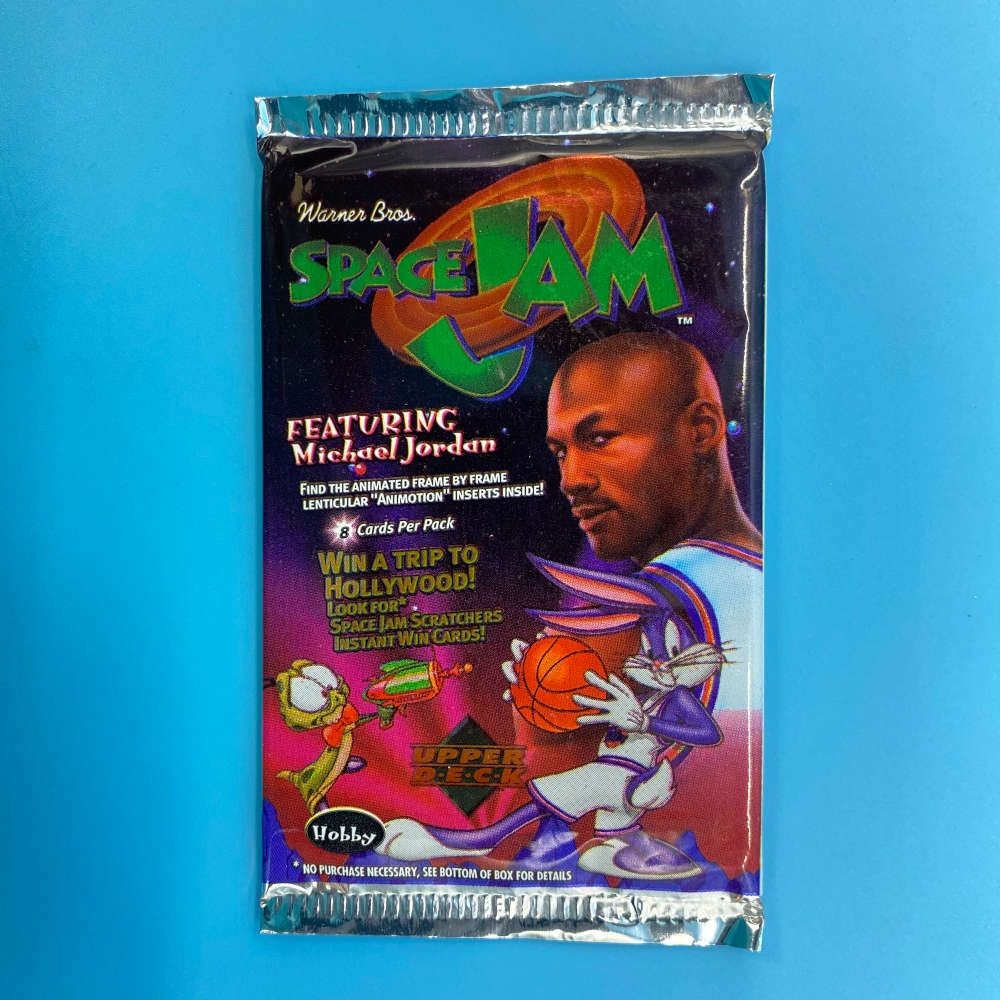 Warner Bros.
SPACE JAM
TM
FEATURING
Michael Jordan
FIND THE ANIMATED FRAME BY FRAME
LENTICULAR "ANIMOTION" INSERTS INSIDE!
8 Cards Per Pack
WIN A TRIP TO
HOLLYWOOD!
LOOK FOR*
SPACE JAM SCRATCHERS
INSTANT WIN CARDS!
UPPER
D·E·C·K
Hobby
* NO PURCHASE NECESSARY, SEE BOTTOM OF BOX FOR DETAILS